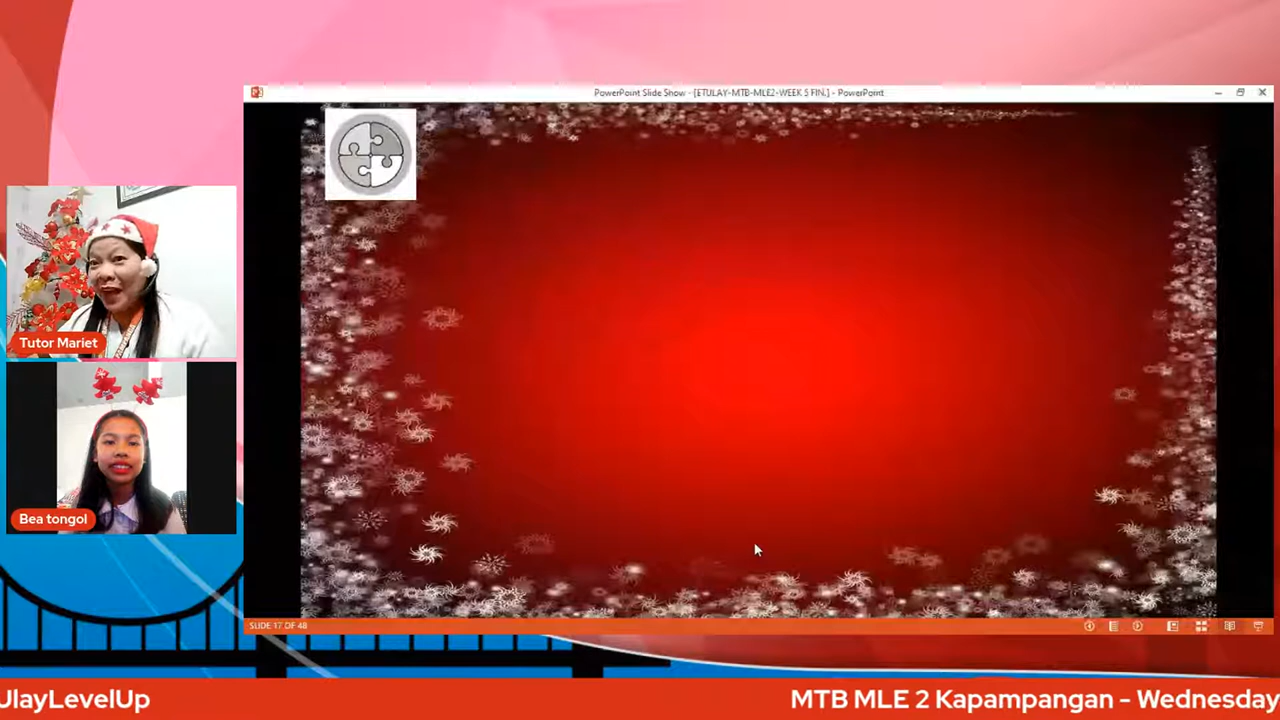 PowerPoint Slide Show - [ETULAY-MTB-MLE2-WEEK 5 FIN.] - PowerPoint
Tutor Mariet
Bea tongol
SLIDE 17 OF 48
UlayLevelUp
MTB MLE 2 Kapampangan - Wednesday